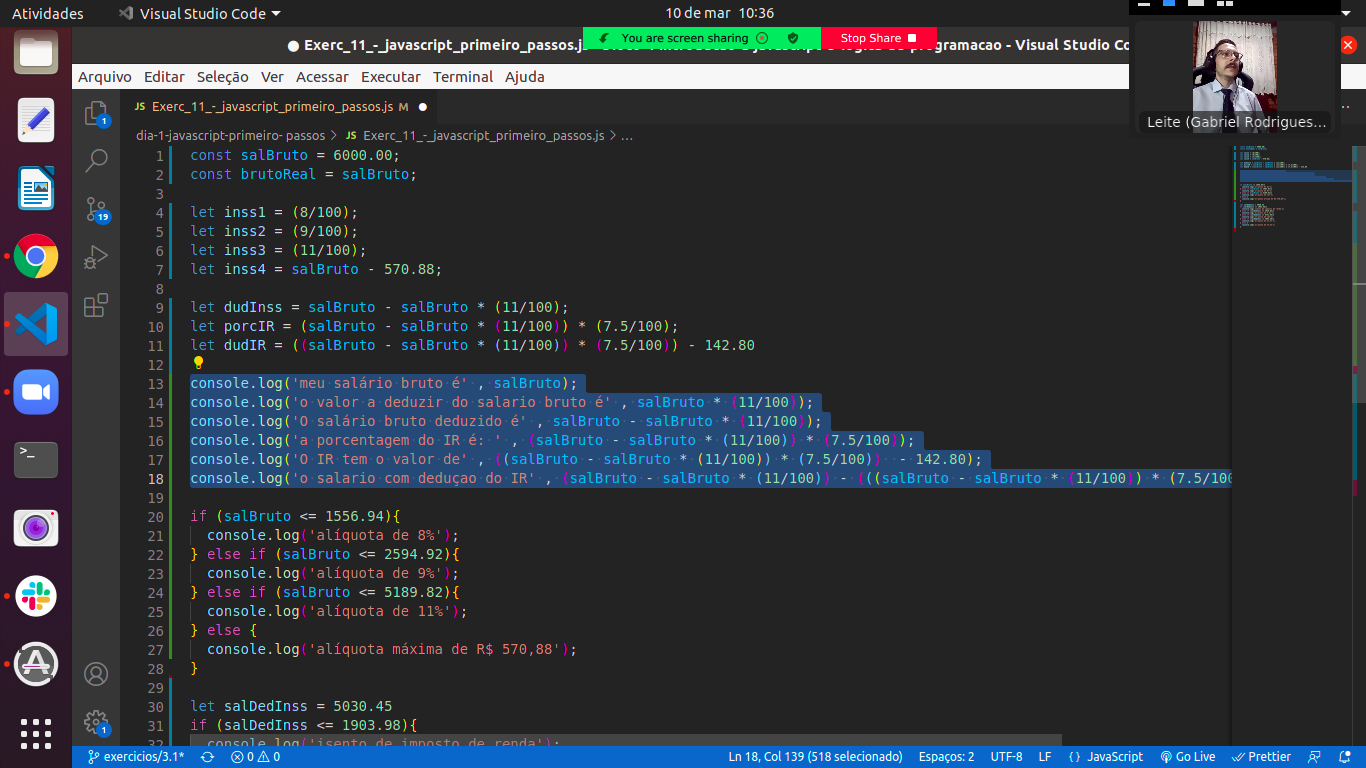 Atividades
Visual Studio Code
10 de mar 10:36
Exerc_11_-_javascript_primeiro_passos.js
programacao - Visual Studio Co
You are screen sharing
Stop Share
Arquivo Editar Seleção Ver Acessar Executar Terminal Ajuda
Leite (Gabriel Rodrigues...
JS Exerc_11_-_javascript_primeiro_passos.js M
dia-1-javascript-primeiro- passos > JS Exerc_11_-_javascript_primeiro_passos.js > ...
1 const salBruto = 6000.00;
2 const brutoReal = salBruto;
3
4 let inss1 = (8/100);
5 let inss2 = (9/100);
6 let inss3 = (11/100);
7 let inss4 = salBruto - 570.88;
8
9 let dudInss = salBruto - salBruto * (11/100);
10 let porcIR = (salBruto - salBruto * (11/100)) * (7.5/100);
11 let dudIR = ((salBruto - salBruto * (11/100)) * (7.5/100)) - 142.80
12
13 console.log('meu salário bruto é' , salBruto);
14 console.log('o valor a deduzir do salario bruto é' , salBruto * (11/100));
15 console.log('O salário bruto deduzido é' , salBruto - salBruto * (11/100));
16 console.log('a porcentagem do IR é: ' , (salBruto - salBruto * (11/100)) * (7.5/100));
17 console.log('O IR tem o valor de' , ((salBruto - salBruto * (11/100)) * (7.5/100))  - 142.80);
18 console.log('o salario com deduçao do IR' , (salBruto - salBruto * (11/100)) - (((salBruto - salBruto * (11/100)) * (7.5/100
19
20 if (salBruto <= 1556.94){
21 console.log('alíquota de 8%');
22 } else if (salBruto <= 2594.92){
23 console.log('alíquota de 9%');
24 } else if (salBruto <= 5189.82){
25 console.log('alíquota de 11%');
26 } else {
27 console.log('alíquota máxima de R$ 570,88');
28 }
29
30 let salDedInss = 5030.45
31 if (salDedInss <= 1903.98){
32 console.log('isento de imposto de renda');
1
19
1
exercicios/3.1* 0 0 Ln 18, Col 139 (518 selecionado) Espaços: 2 UTF-8 LF {} JavaScript Go Live Prettier